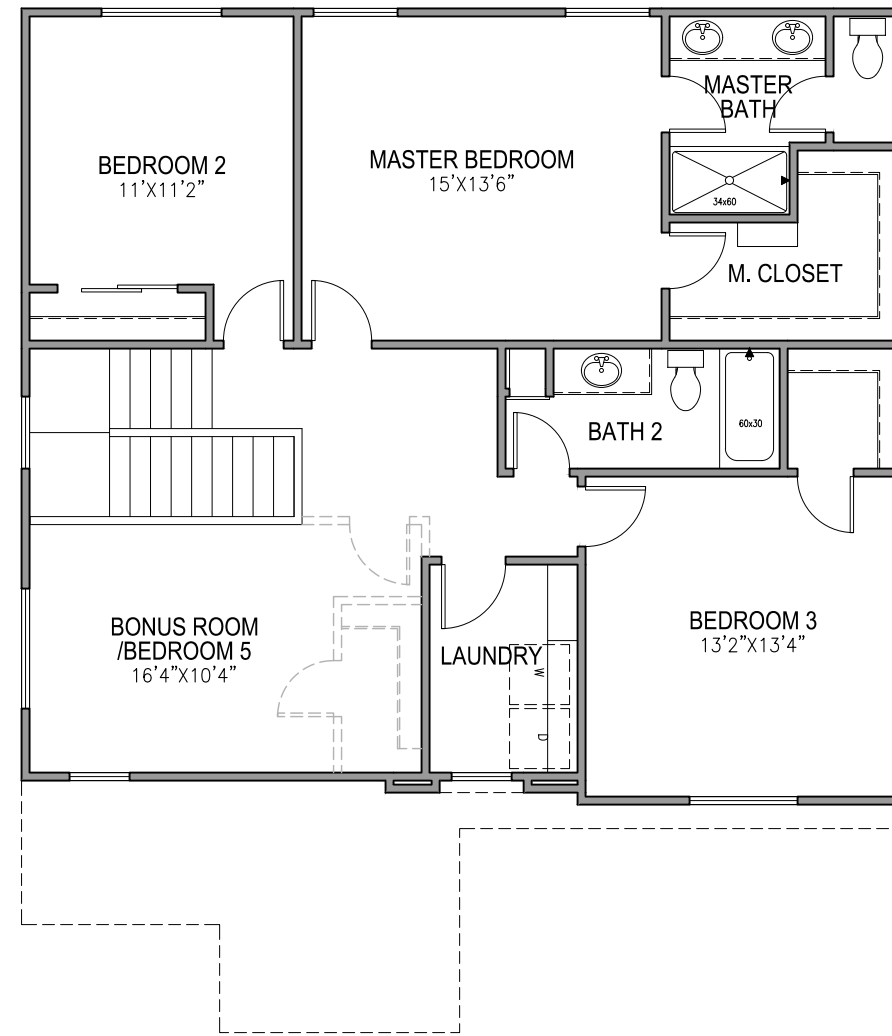 MASTER
BATH
BEDROOM 2
11'X11'2"
MASTER BEDROOM
15'X13'6"
34x60
M. CLOSET
BATH 2
60x30
BONUS ROOM
/BEDROOM 5
16'4"X10'4"
LAUNDRY
W
D
BEDROOM 3
13'2"X13'4"